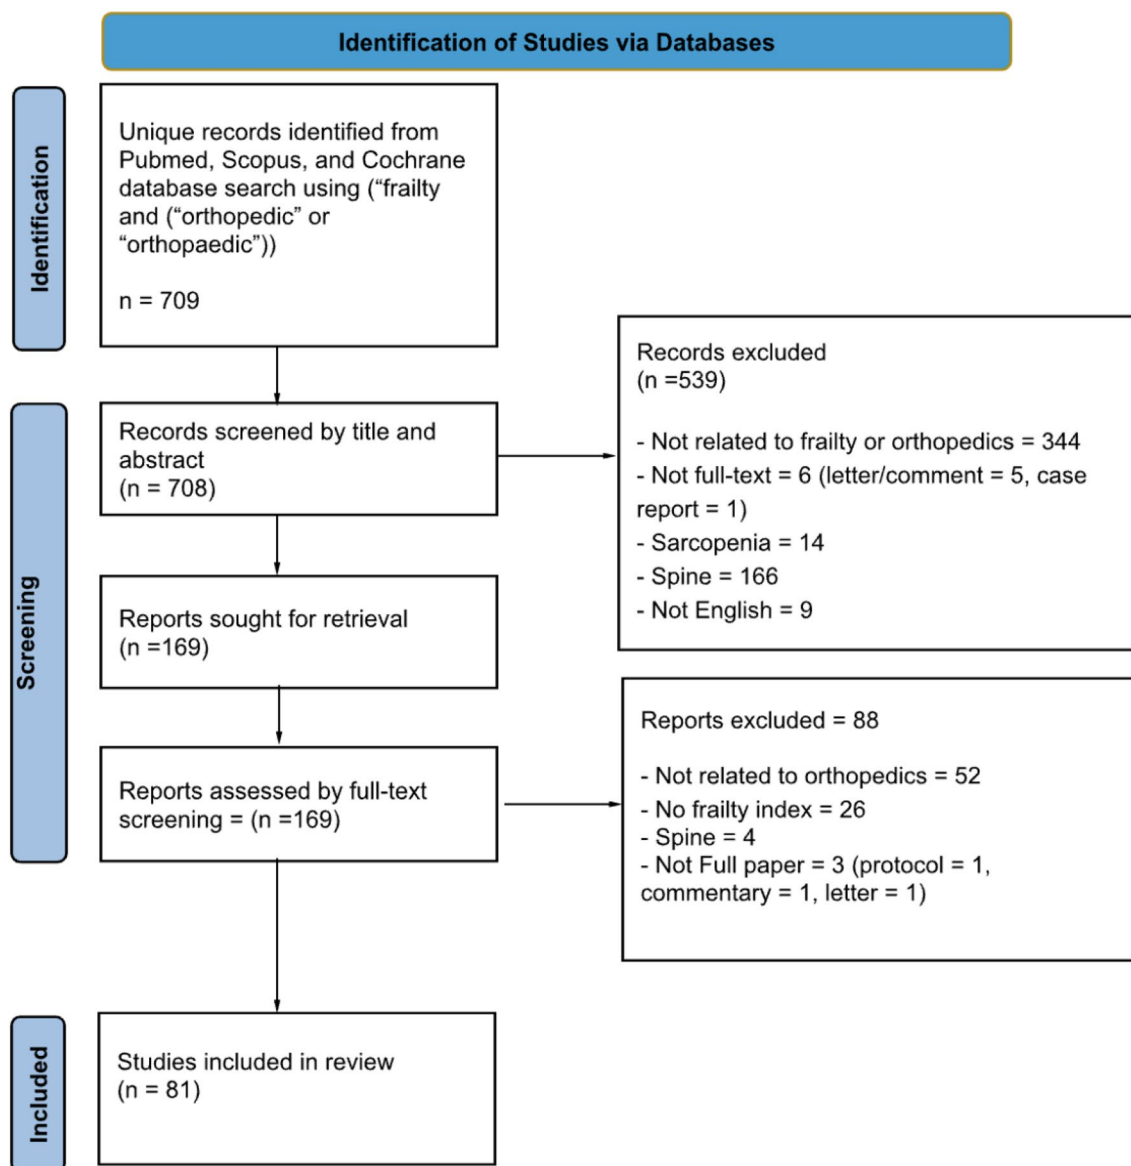 Identification of Studies via Databases
Identification
Unique records identified from
Pubmed, Scopus, and Cochrane
database search using (“frailty
and (“orthopedic” or
“orthopaedic”))
n = 709
Records excluded
(n =539)
- Not related to frailty or orthopedics = 344
- Not full-text = 6 (letter/comment = 5, case
report = 1)
- Sarcopenia = 14
- Spine = 166
- Not English = 9
Screening
Records screened by title and
abstract
(n = 708)
Reports sought for retrieval
(n =169)
Reports assessed by full-text
screening = (n =169)
Reports excluded = 88
- Not related to orthopedics = 52
- No frailty index = 26
- Spine = 4
- Not Full paper = 3 (protocol = 1,
commentary = 1, letter = 1)
Included
Studies included in review
(n = 81)